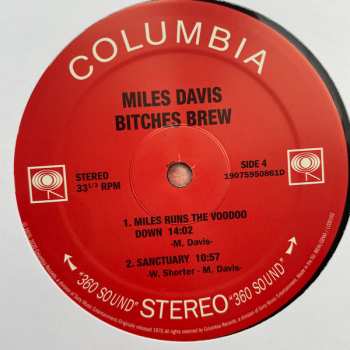 COLUMBIA
MILES DAVIS
BITCHES BREW
STEREO
33 1/3 RPM
SIDE 4
19075950861D
1. MILES RUNS THE VOODOO
DOWN 14:02
-M. Davis-
2. SANCTUARY 10:57
-W. Shorter - M. Davis-
"360 SOUND" STEREO "360 SOUND"